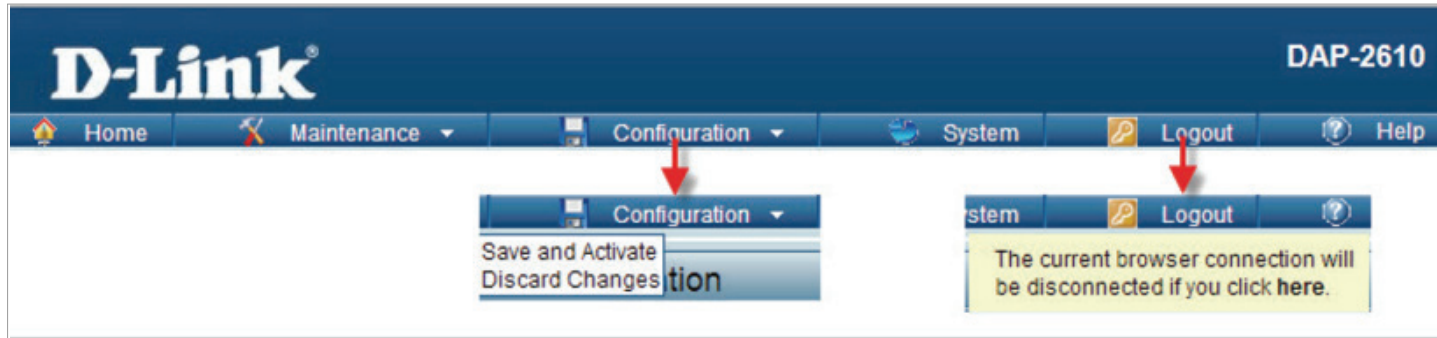 D-Link®
DAP-2610
Home Maintenance Configuration System Logout Help
Configuration
Save and Activate
Discard Changes
tion
stem Logout
The current browser connection will
be disconnected if you click here.